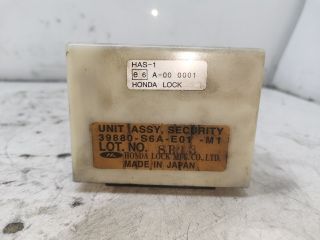 HAS-1
e6 A-00 0001
HONDA LOCK
UNIT ASSY, SECURITY
39880-S6A-E01 -M1
LOT. NO.
HONDA LOCK MFG. CO., LTD.
MADE IN JAPAN